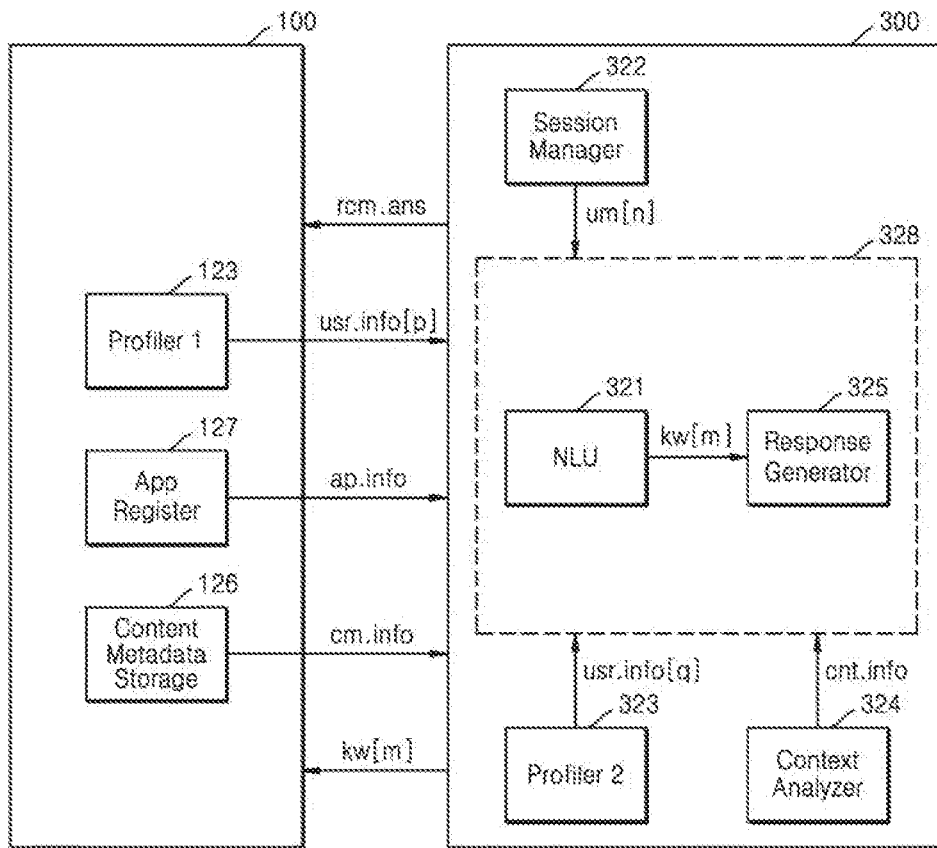 100
300
322
Session
Manager
rcm.ans
um[n]
328
123
Profiler 1
usr.info[p]
321
NLU
kw[m]
325
Response
Generator
127
App
Register
ap.info
126
Content
Metadata
Storage
cm.info
usr.info[q]
cnt.info
323
Profiler 2
324
Context
Analyzer
kw[m]